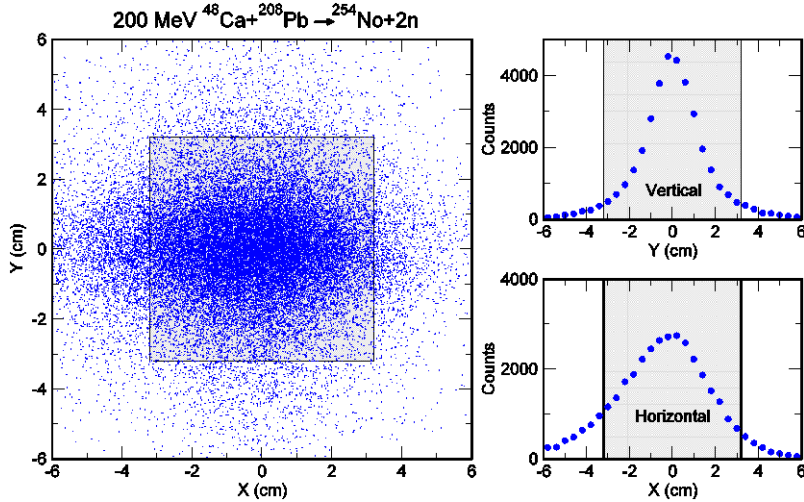 200 MeV ⁴⁸Ca+²⁰⁸Pb→²⁵⁴No+2n
6
4
2
0
-2
-4
-6
Y (cm)
-6 -4 -2 0 2 4 6
X (cm)
4000
2000
0
Counts
Vertical
-6 -4 -2 0 2 4 6
Y (cm)
4000
2000
0
Counts
Horizontal
-6 -4 -2 0 2 4 6
X (cm)